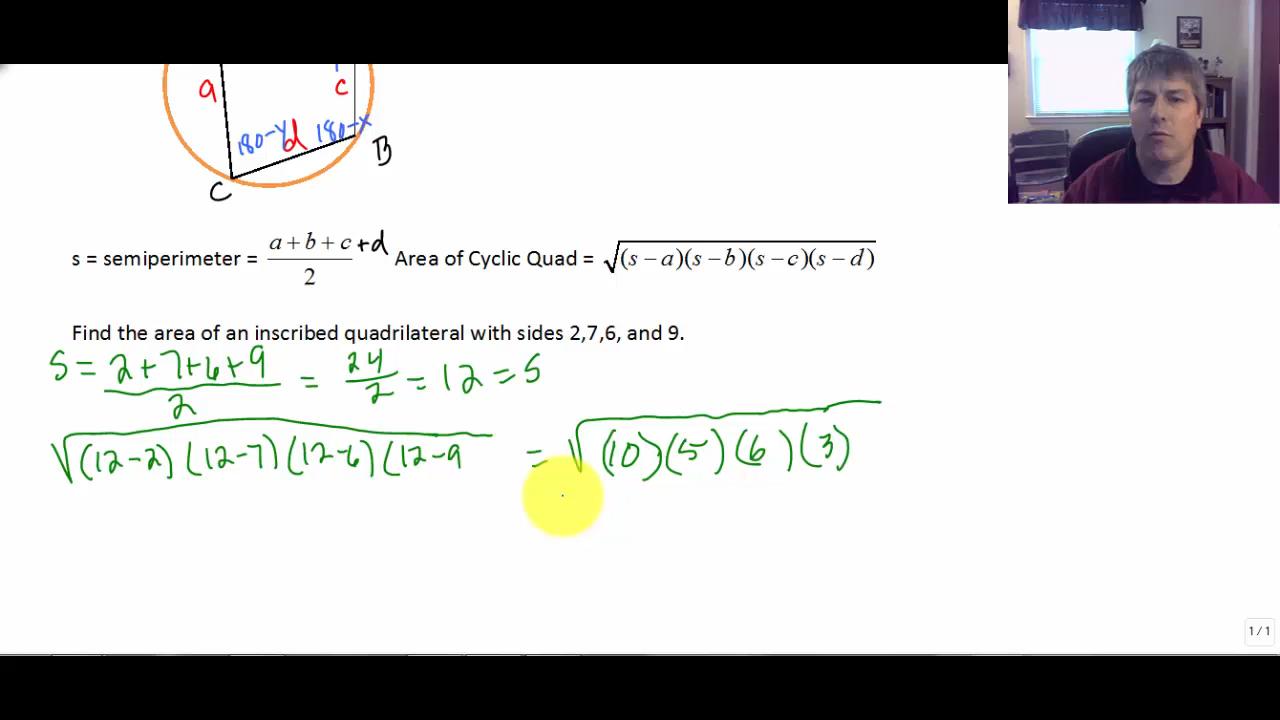 a
c
180-y d 180-x
B
C
s = semiperimeter = a + b + c + d / 2 Area of Cyclic Quad = √(s − a)(s − b)(s − c)(s − d)
Find the area of an inscribed quadrilateral with sides 2,7,6, and 9.
S = 2+7+6+9 / 2 = 24 / 2 = 12 = S
√(12-2)(12-7)(12-6)(12-9 = √(10)(5)(6)(3)
1 / 1